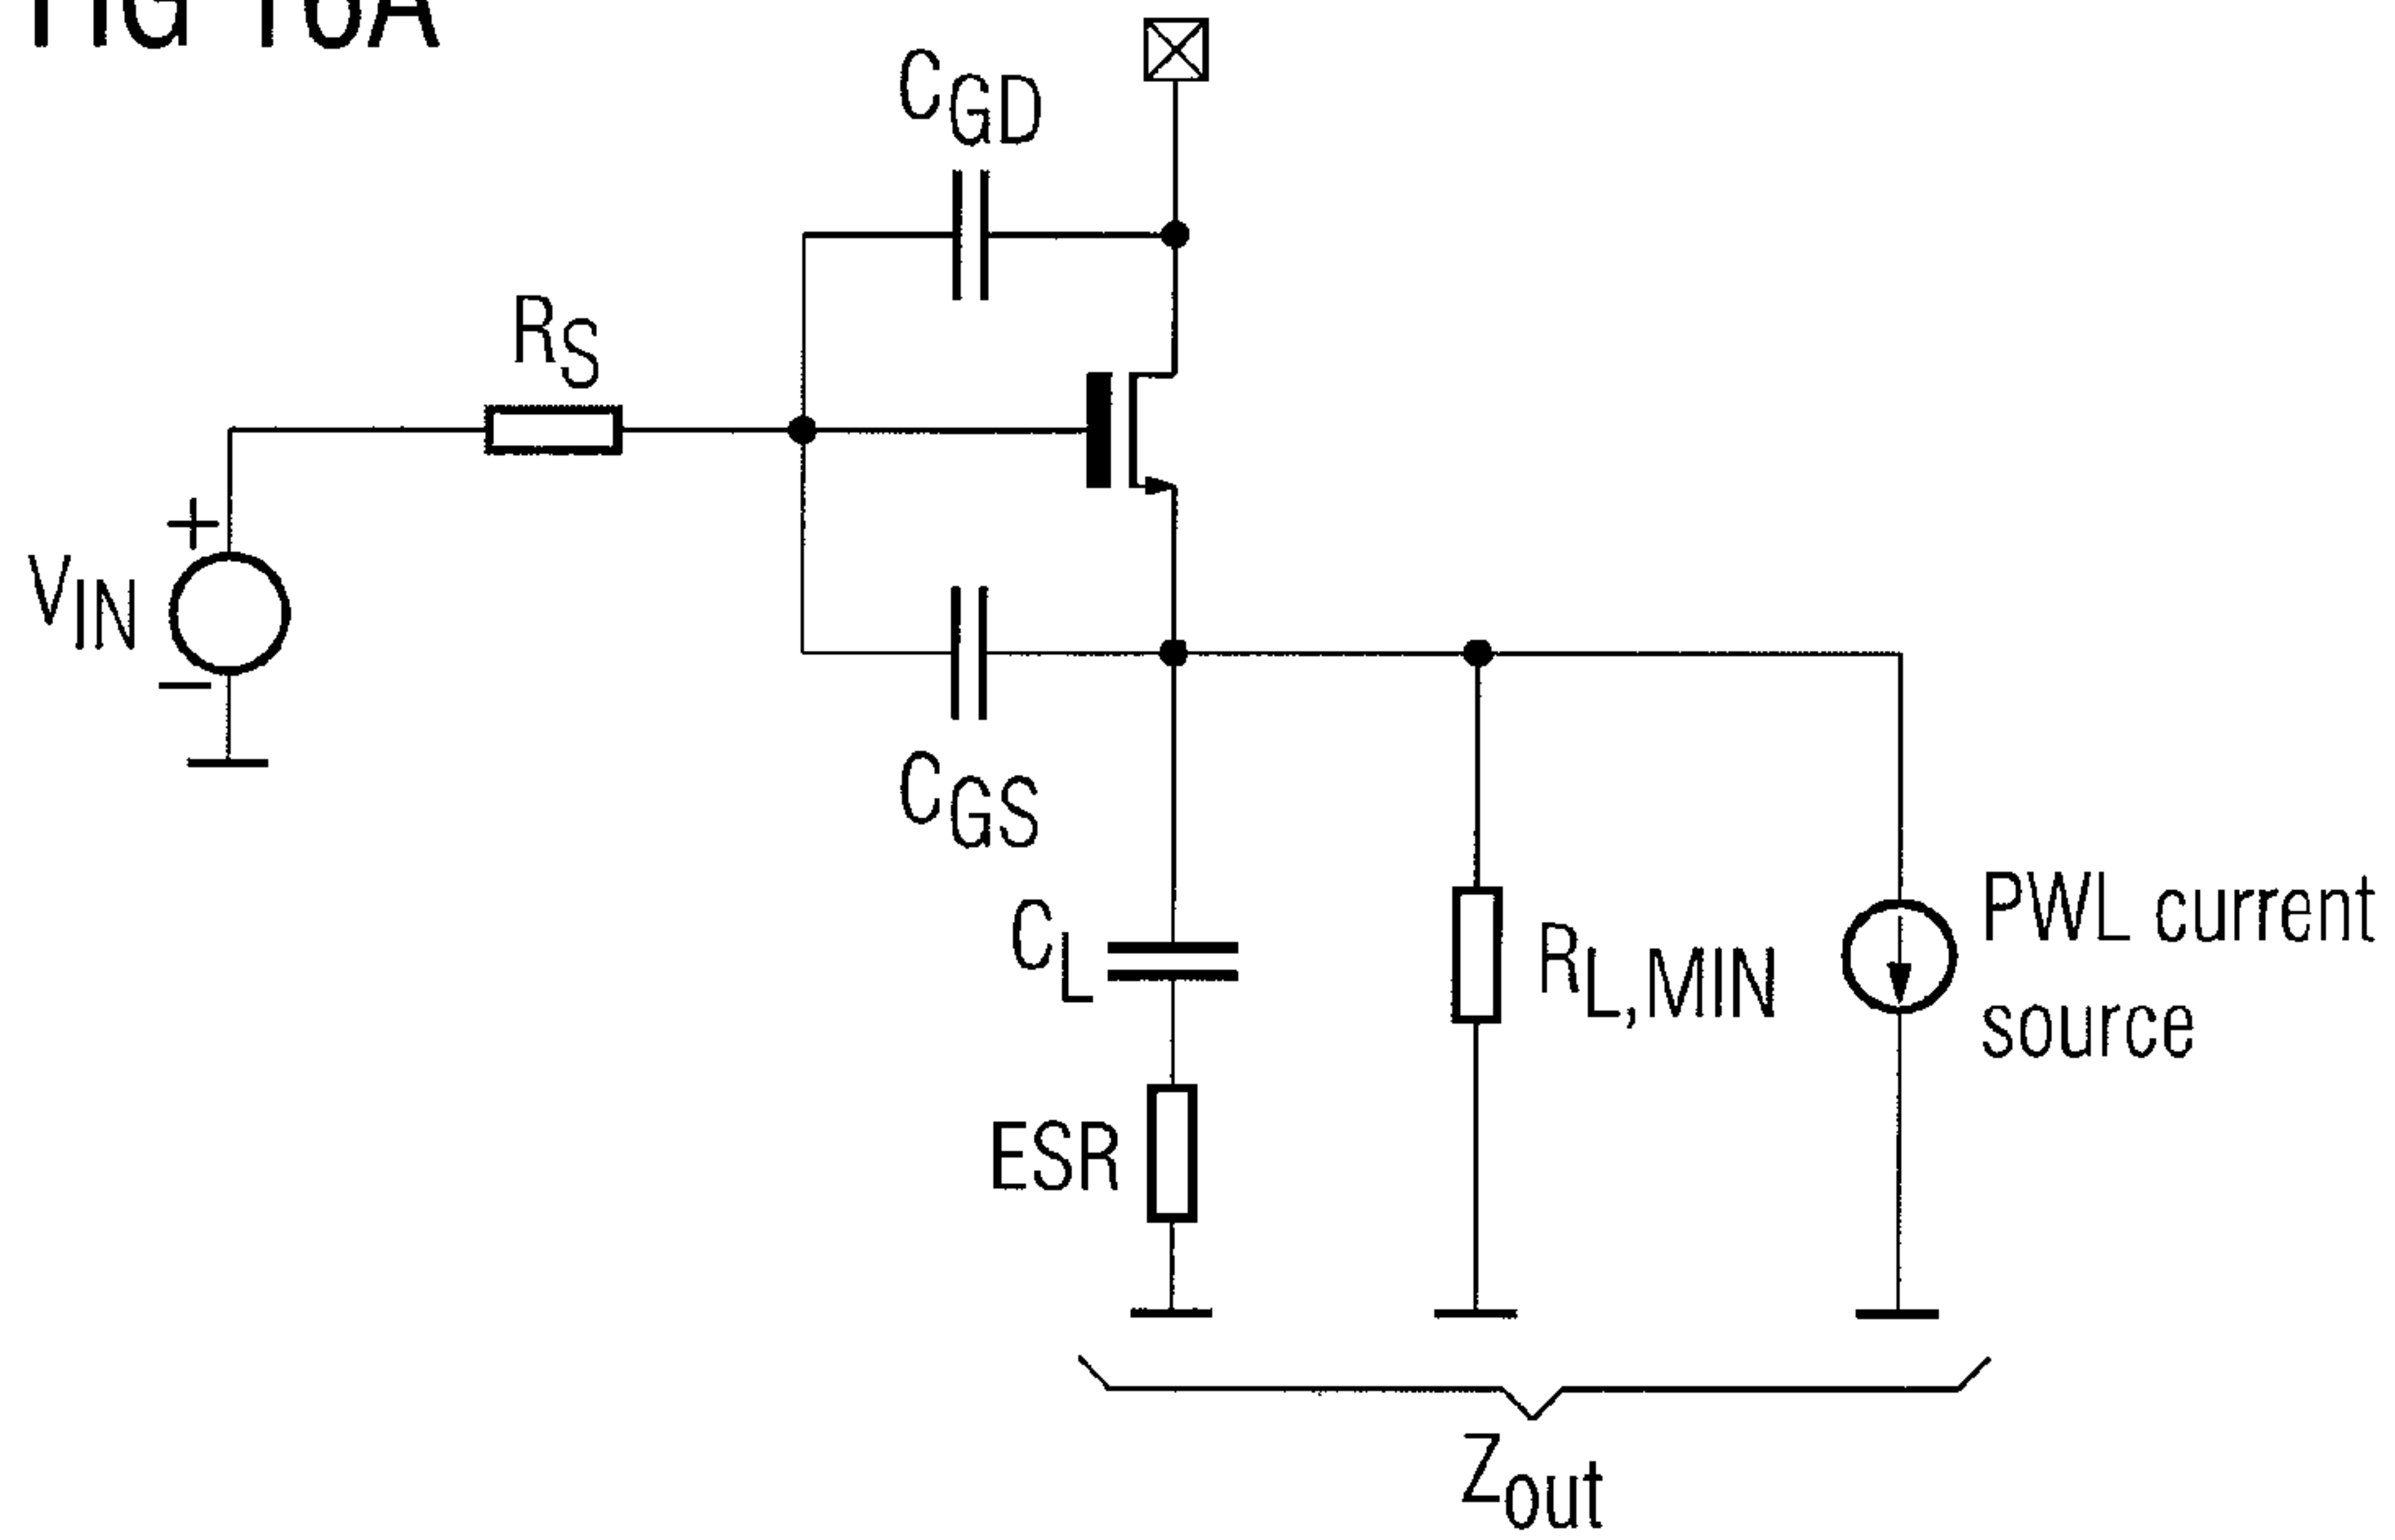 C_GD
R_S
+
V_IN
−
C_GS
C_L
R_L,MIN
PWL current
source
ESR
Z_out